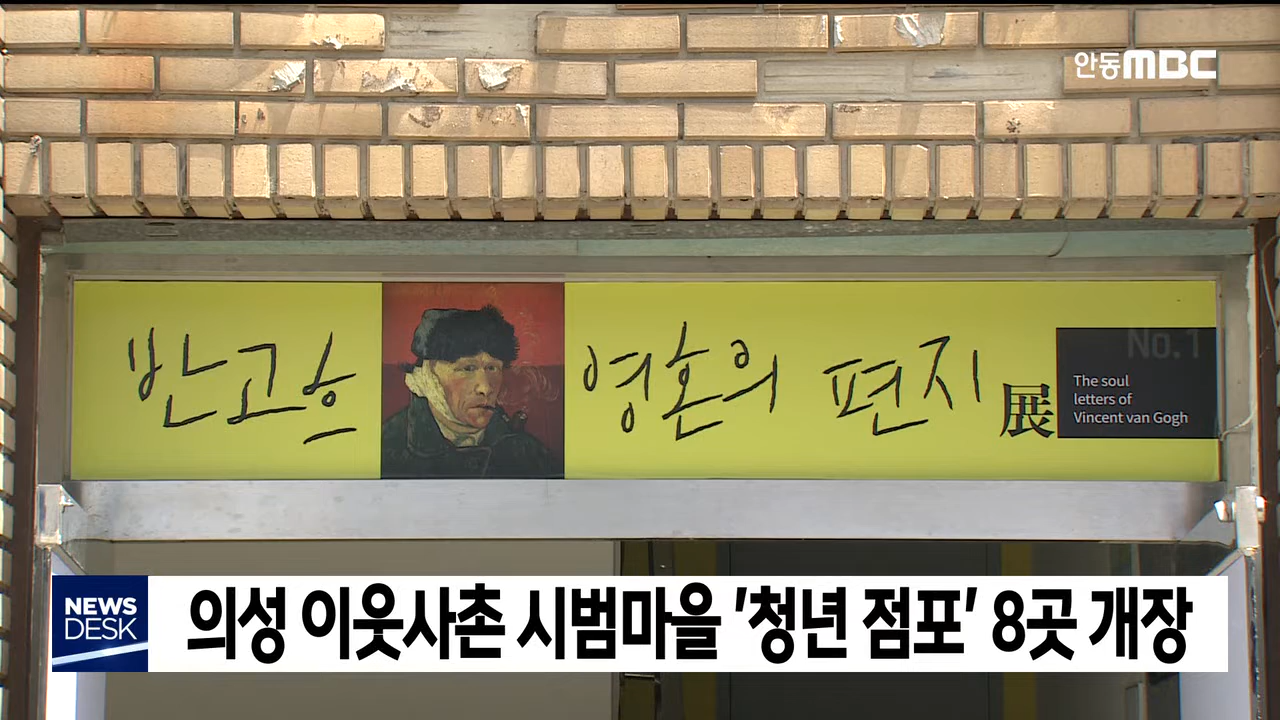 안동MBC
반고흐 영혼의 편지 展
No.1
The soul
letters of
Vincent van Gogh
NEWS
DESK
의성 이웃사촌 시범마을 '청년 점포' 8곳 개장